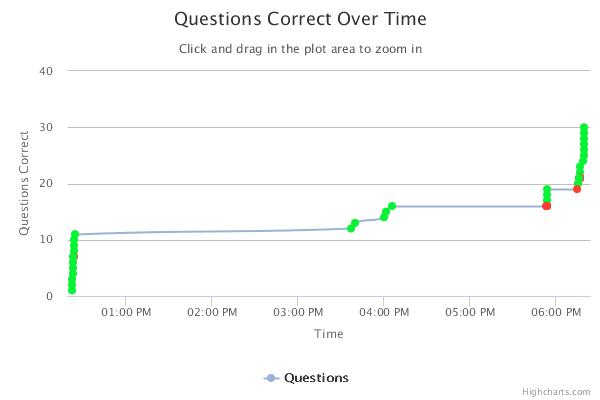 Questions Correct Over Time
Click and drag in the plot area to zoom in
Questions Correct
40
30
20
10
0
01:00 PM 02:00 PM 03:00 PM 04:00 PM 05:00 PM 06:00 PM
Time
Questions
Highcharts.com